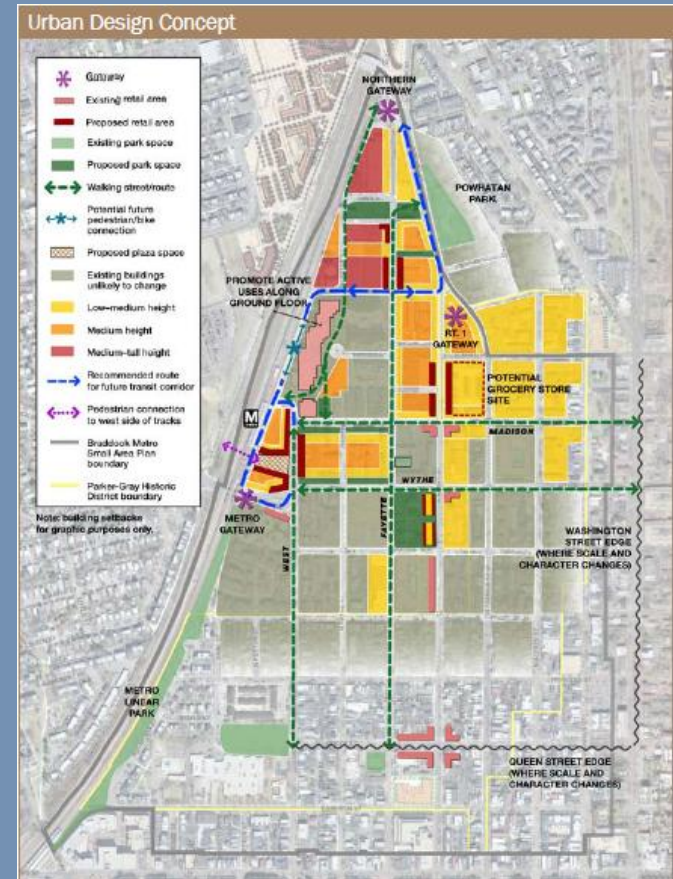 Urban Design Concept
Gateway
Existing retail area
Proposed retail area
Existing park space
Proposed park space
Walking street/route
Potential future
pedestrian/bike
connection
Proposed plaza space
Existing buildings
unlikely to change
Low-medium height
Medium height
Medium-tall height
Recommended route
for future transit corridor
Pedestrian connection
to west side of tracks
Braddock Metro
Small Area Plan
boundary
Parker-Gray Historic
District boundary
Note: building setbacks
for graphic purposes only.
NORTHERN
GATEWAY
POWHATAN
PARK
PROMOTE ACTIVE
USES ALONG
GROUND FLOOR
RT. 1
GATEWAY
POTENTIAL
GROCERY STORE
SITE
M
MADISON
WYTHE
METRO
GATEWAY
WEST
FAYETTE
WASHINGTON
STREET EDGE
(WHERE SCALE AND
CHARACTER CHANGES)
METRO
LINEAR
PARK
QUEEN STREET EDGE
(WHERE SCALE AND
CHARACTER CHANGES)